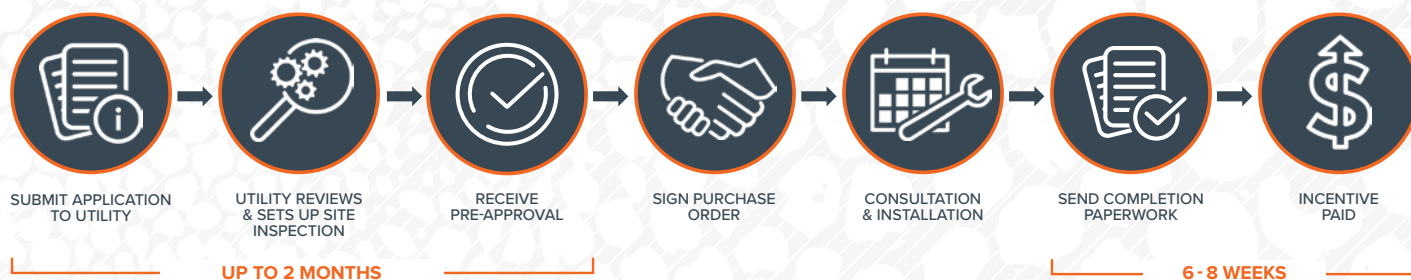 SUBMIT APPLICATION
TO UTILITY
UTILITY REVIEWS
& SETS UP SITE
INSPECTION
RECEIVE
PRE-APPROVAL
SIGN PURCHASE
ORDER
CONSULTATION
& INSTALLATION
SEND COMPLETION
PAPERWORK
INCENTIVE
PAID
UP TO 2 MONTHS
6 - 8 WEEKS